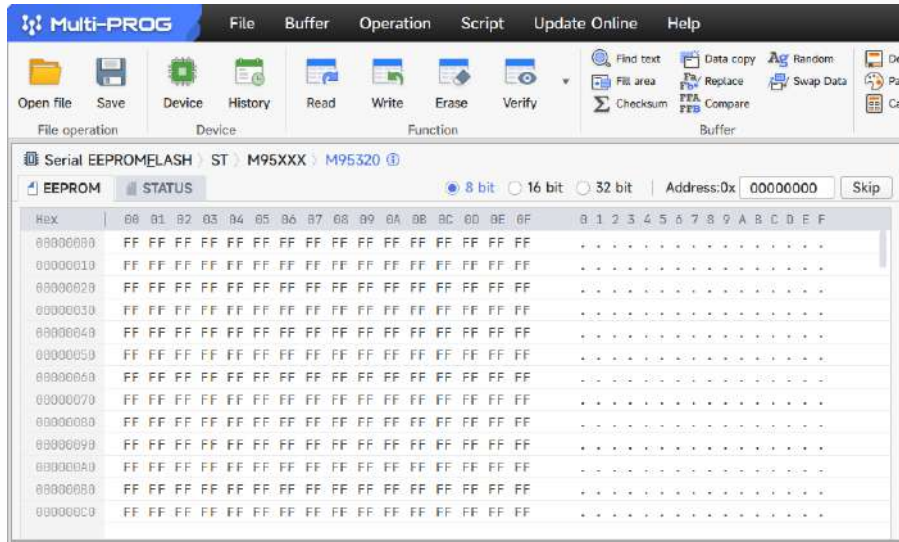 Multi-PROG File Buffer Operation Script Update Online Help
Find text Data copy Random
Fill area Replace Swap Data
Checksum Compare
Open file Save Device History Read Write Erase Verify
File operation Device Function Buffer
Serial EEPROMFLASH ST M95XXX M95320
EEPROM STATUS 8 bit 16 bit 32 bit Address:0x 00000000 Skip
Hex 00 01 02 03 04 05 06 07 08 09 0A 0B 0C 0D 0E 0F 0 1 2 3 4 5 6 7 8 9 A B C D E F
00000000 FF FF FF FF FF FF FF FF FF FF FF FF FF FF FF FF . . . . . . . . . . . . . . . .
00000010 FF FF FF FF FF FF FF FF FF FF FF FF FF FF FF FF . . . . . . . . . . . . . . . .
00000020 FF FF FF FF FF FF FF FF FF FF FF FF FF FF FF FF . . . . . . . . . . . . . . . .
00000030 FF FF FF FF FF FF FF FF FF FF FF FF FF FF FF FF . . . . . . . . . . . . . . . .
00000040 FF FF FF FF FF FF FF FF FF FF FF FF FF FF FF FF . . . . . . . . . . . . . . . .
00000050 FF FF FF FF FF FF FF FF FF FF FF FF FF FF FF FF . . . . . . . . . . . . . . . .
00000060 FF FF FF FF FF FF FF FF FF FF FF FF FF FF FF FF . . . . . . . . . . . . . . . .
00000070 FF FF FF FF FF FF FF FF FF FF FF FF FF FF FF FF . . . . . . . . . . . . . . . .
00000080 FF FF FF FF FF FF FF FF FF FF FF FF FF FF FF FF . . . . . . . . . . . . . . . .
00000090 FF FF FF FF FF FF FF FF FF FF FF FF FF FF FF FF . . . . . . . . . . . . . . . .
000000A0 FF FF FF FF FF FF FF FF FF FF FF FF FF FF FF FF . . . . . . . . . . . . . . . .
000000B0 FF FF FF FF FF FF FF FF FF FF FF FF FF FF FF FF . . . . . . . . . . . . . . . .
000000C0 FF FF FF FF FF FF FF FF FF FF FF FF FF FF FF FF . . . . . . . . . . . . . . . .